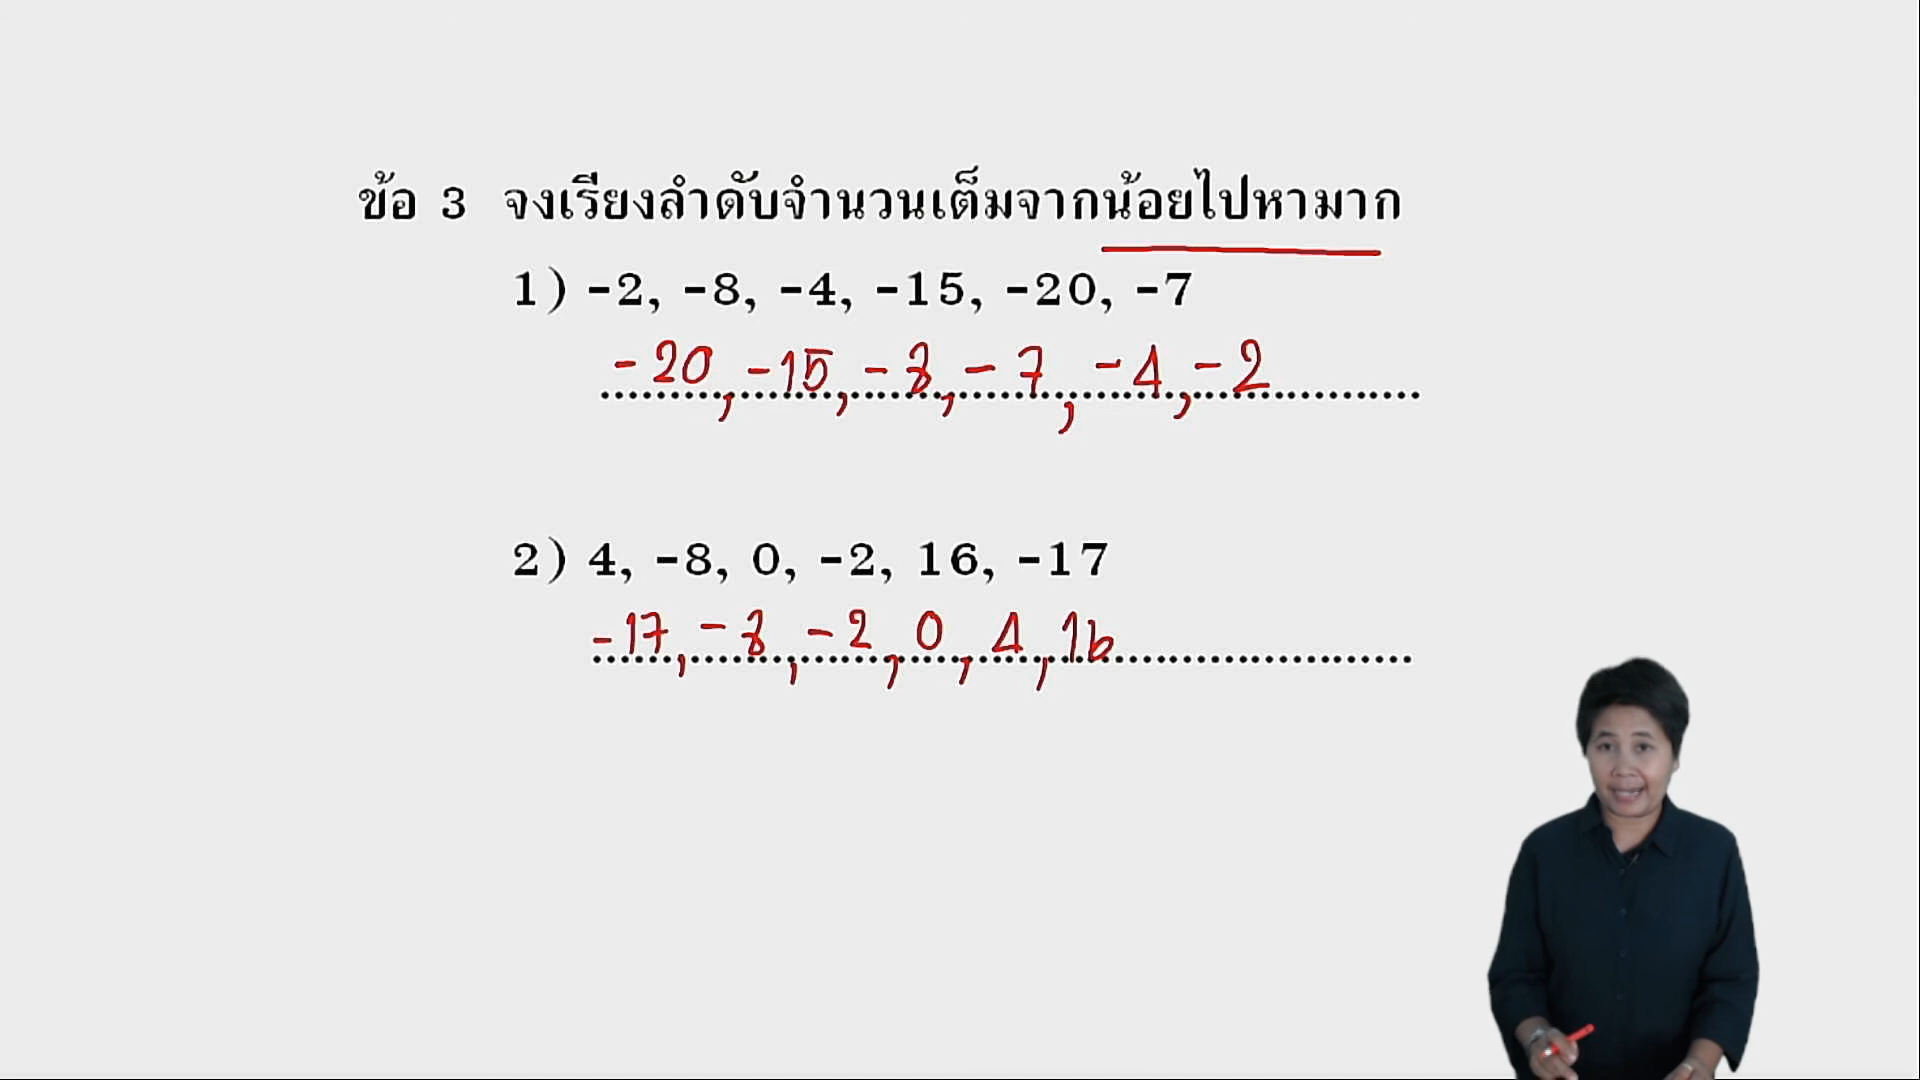 ข้อ 3 จงเรียงลำดับจำนวนเต็มจากน้อยไปหามาก
1) -2, -8, -4, -15, -20, -7
-20, -15, -8, -7, -4, -2
2) 4, -8, 0, -2, 16, -17
-17, -8, -2, 0, 4, 16